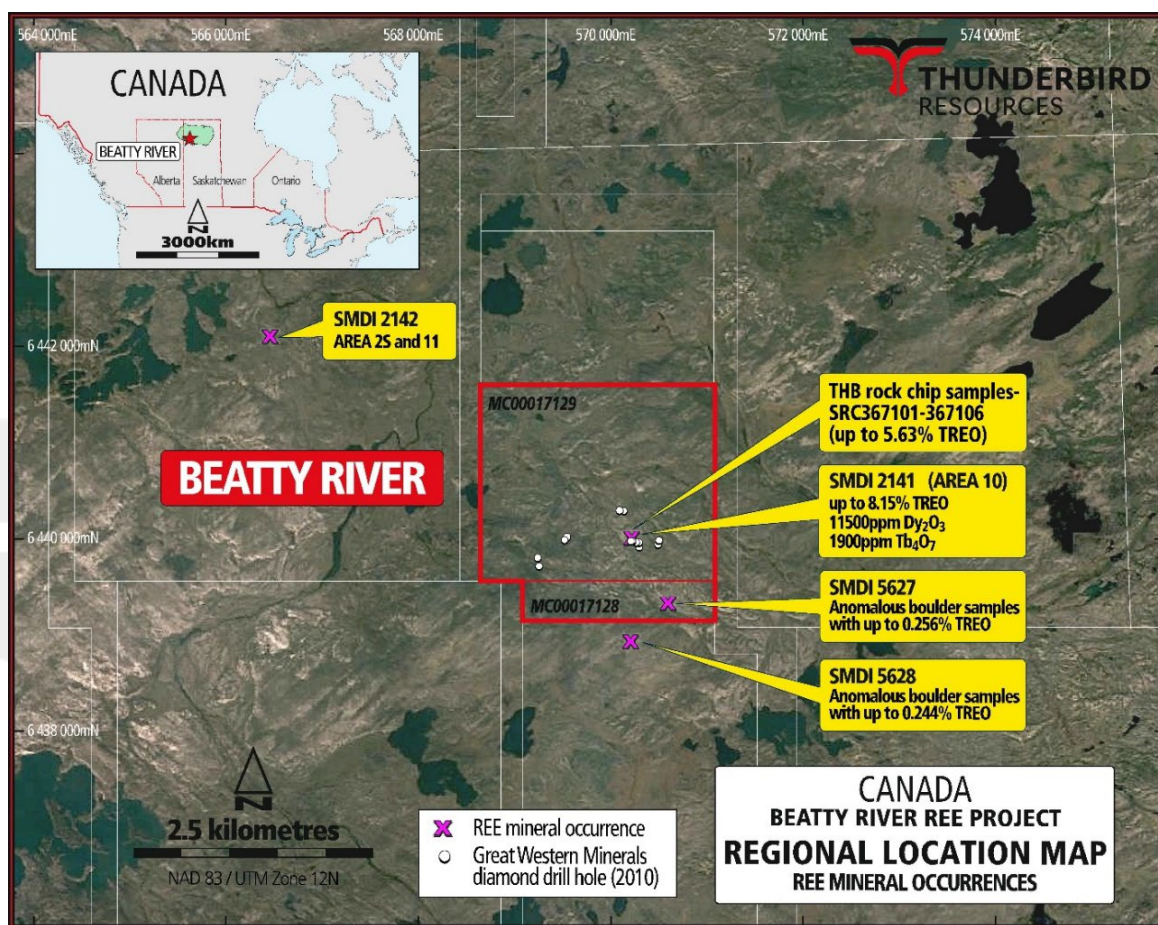 564 000mE
566 000mE
568 000mE
570 000mE
572 000mE
574 000mE
CANADA
BEATTY RIVER
Alberta
Saskatchewan
Ontario
N
3000km
THUNDERBIRD
RESOURCES
6 442 000mN
SMDI 2142
AREA 2S and 11
MC00017129
THB rock chip samples-
SRC367101-367106
(up to 5.63% TREO)
BEATTY RIVER
SMDI 2141 (AREA 10)
up to 8.15% TREO
11500ppm Dy₂O₃
1900ppm Tb₄O₇
6 440 000mN
MC00017128
SMDI 5627
Anomalous boulder samples
with up to 0.256% TREO
SMDI 5628
Anomalous boulder samples
with up to 0.244% TREO
6 438 000mN
N
2.5 kilometres
NAD 83 / UTM Zone 12N
REE mineral occurrence
Great Western Minerals
diamond drill hole (2010)
CANADA
BEATTY RIVER REE PROJECT
REGIONAL LOCATION MAP
REE MINERAL OCCURRENCES